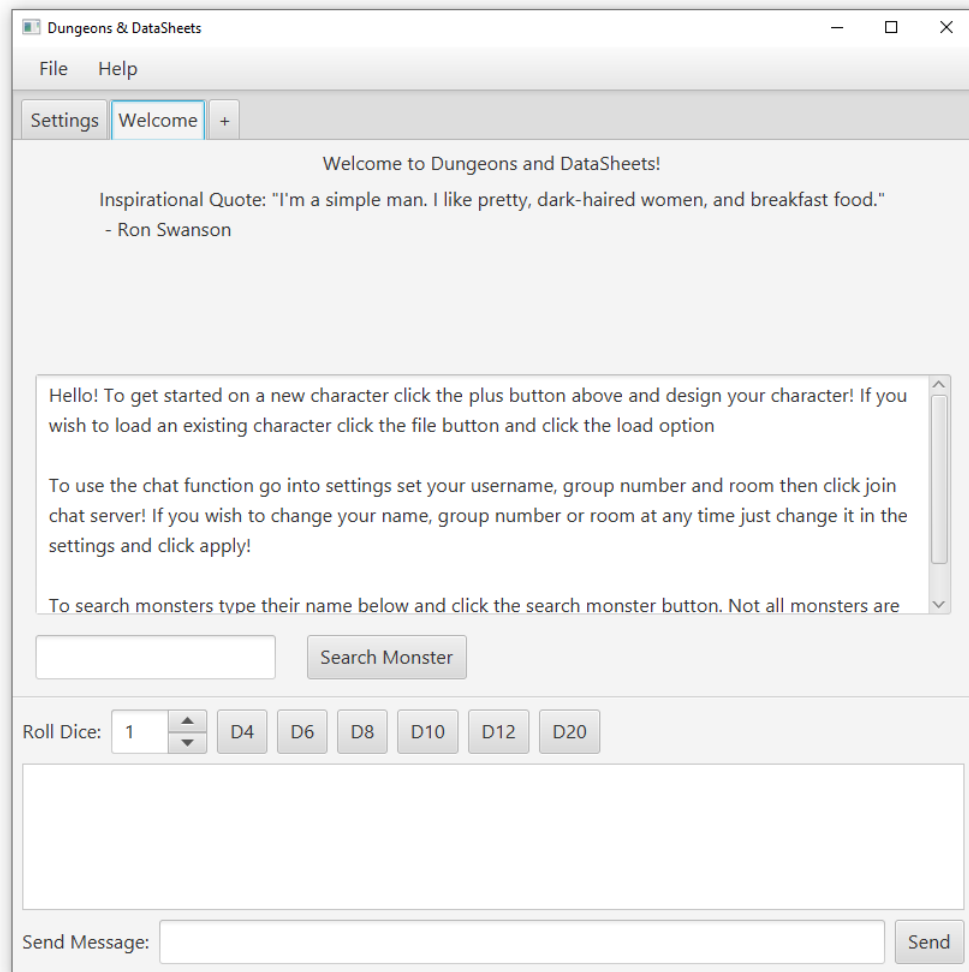 Dungeons & DataSheets
File Help
Settings Welcome +
Welcome to Dungeons and DataSheets!
Inspirational Quote: "I'm a simple man. I like pretty, dark-haired women, and breakfast food."
- Ron Swanson
Hello! To get started on a new character click the plus button above and design your character! If you
wish to load an existing character click the file button and click the load option
To use the chat function go into settings set your username, group number and room then click join
chat server! If you wish to change your name, group number or room at any time just change it in the
settings and click apply!
To search monsters type their name below and click the search monster button. Not all monsters are
Search Monster
Roll Dice: 1 D4 D6 D8 D10 D12 D20
Send Message: Send